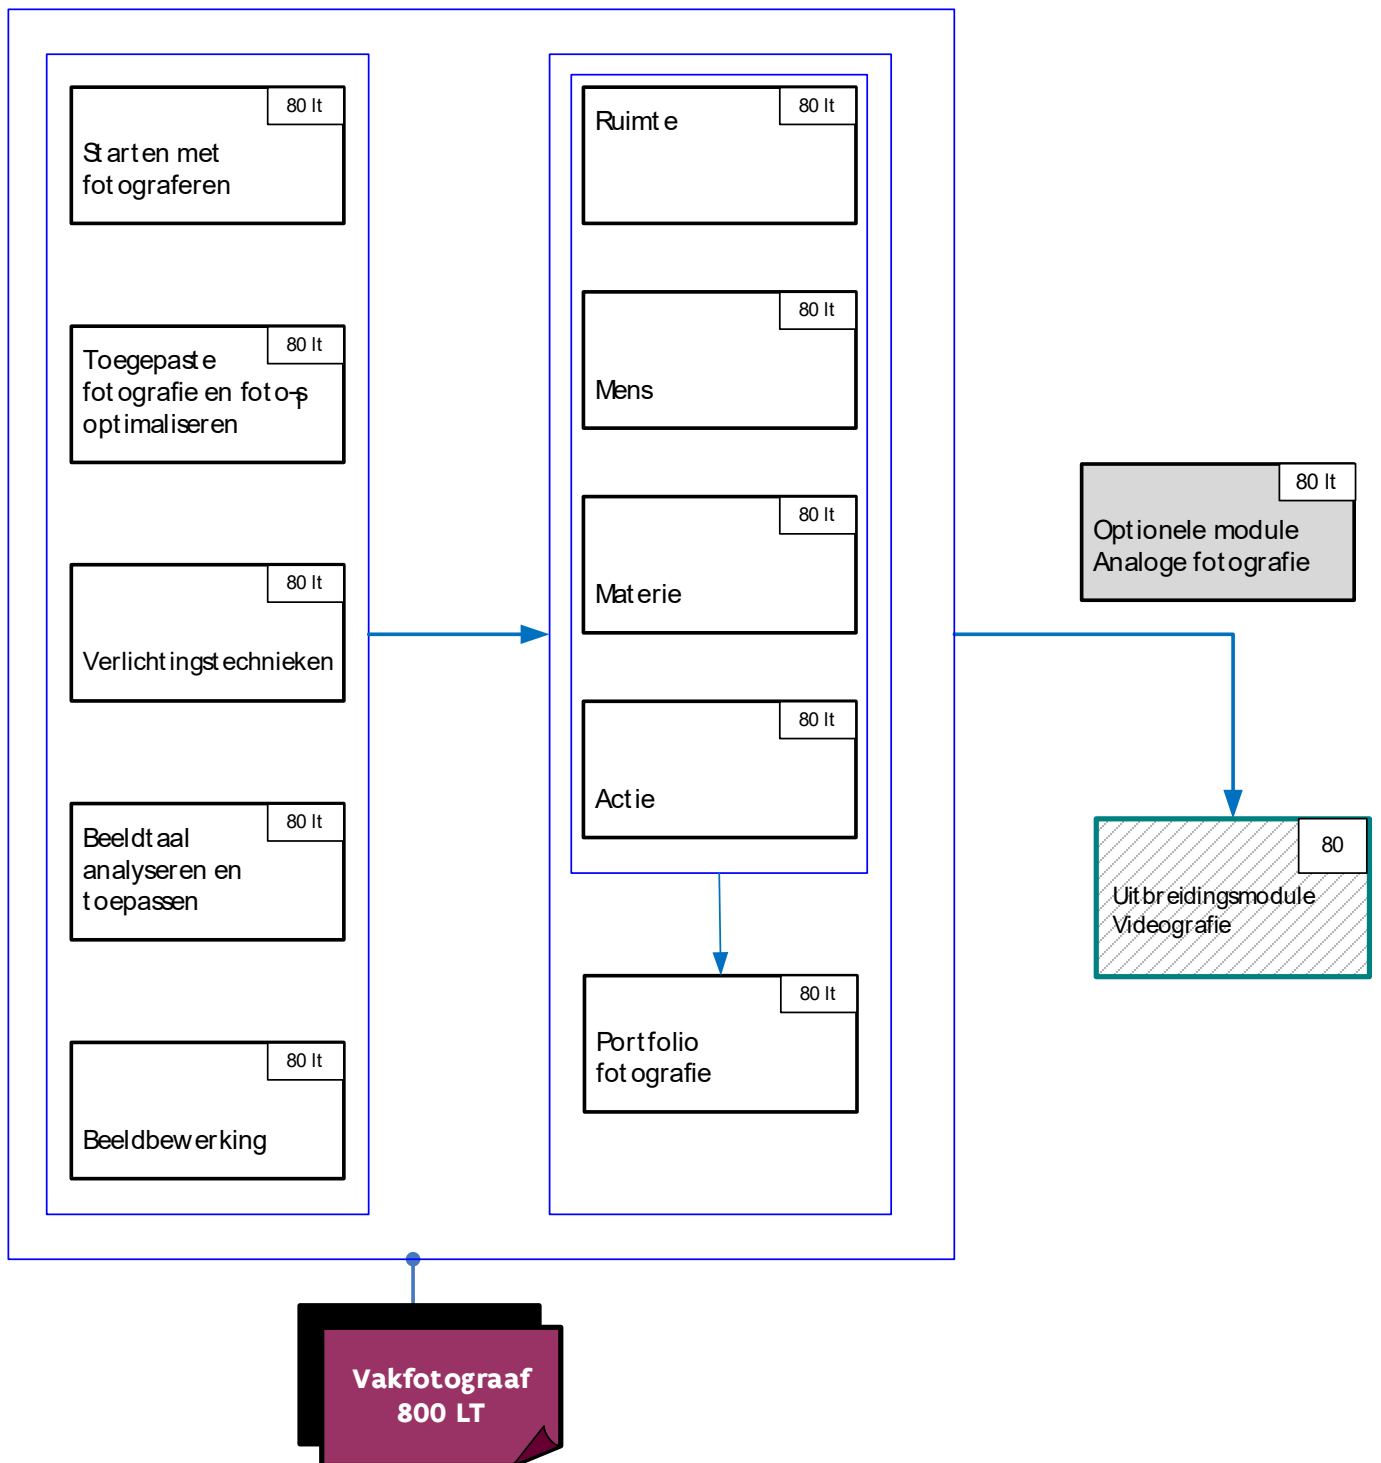 80 lt
Starten met
fotograferen
80 lt
Toegepaste
fotografie en foto-s
optimaliseren
80 lt
Verlichtingstechnieken
80 lt
Beeldtaal
analyseren en
toepassen
80 lt
Beeldbewerking
80 lt
Ruimte
80 lt
Mens
80 lt
Materie
80 lt
Actie
80 lt
Portfolio
fotografie
80 lt
Optionele module
Analoge fotografie
80
Uitbreidingsmodule
Videografie
Vakfotograaf
800 LT